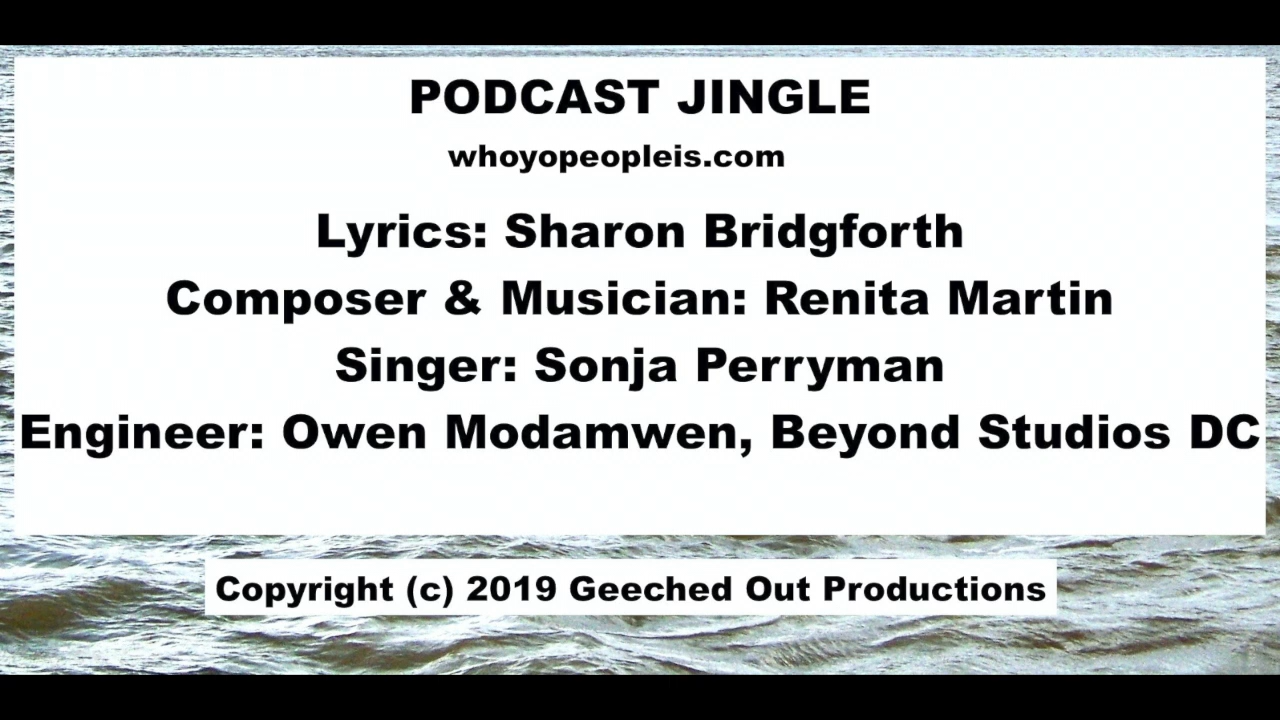 PODCAST JINGLE
whoyopeopleis.com
Lyrics: Sharon Bridgforth
Composer & Musician: Renita Martin
Singer: Sonja Perryman
Engineer: Owen Modamwen, Beyond Studios DC
Copyright (c) 2019 Geeched Out Productions